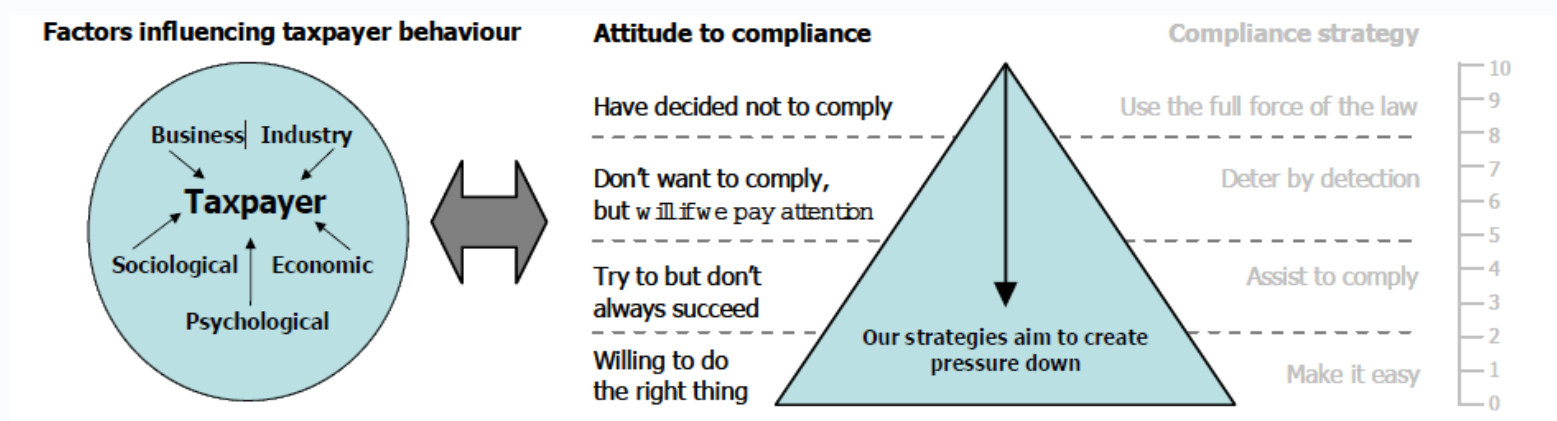 Factors influencing taxpayer behaviour
Business Industry
Taxpayer
Sociological Economic
Psychological
Attitude to compliance
Have decided not to comply
Don't want to comply,
but will if we pay attention
Try to but don't
always succeed
Willing to do
the right thing
Our strategies aim to create
pressure down
Compliance strategy
Use the full force of the law
Deter by detection
Assist to comply
Make it easy
10
9
8
7
6
5
4
3
2
1
0